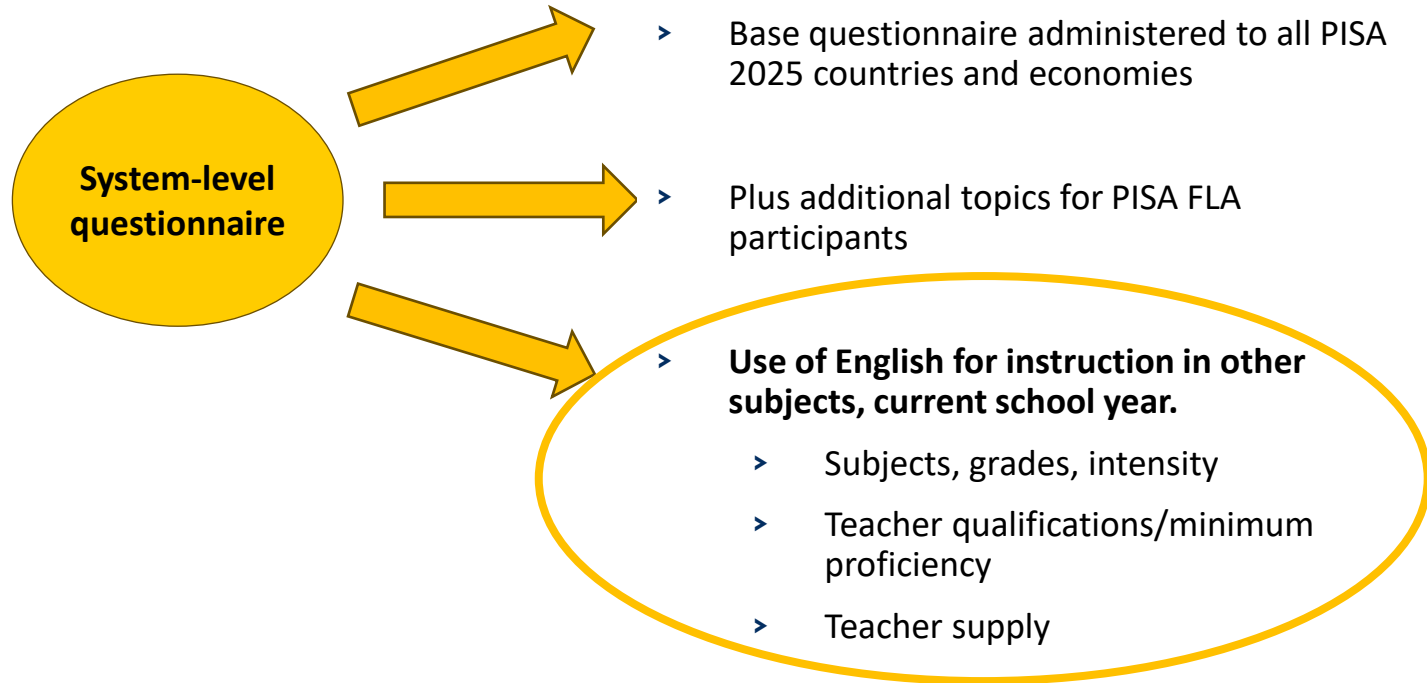 System-level
questionnaire
> Base questionnaire administered to all PISA
2025 countries and economies
> Plus additional topics for PISA FLA
participants
> Use of English for instruction in other
subjects, current school year.
> Subjects, grades, intensity
> Teacher qualifications/minimum
proficiency
> Teacher supply